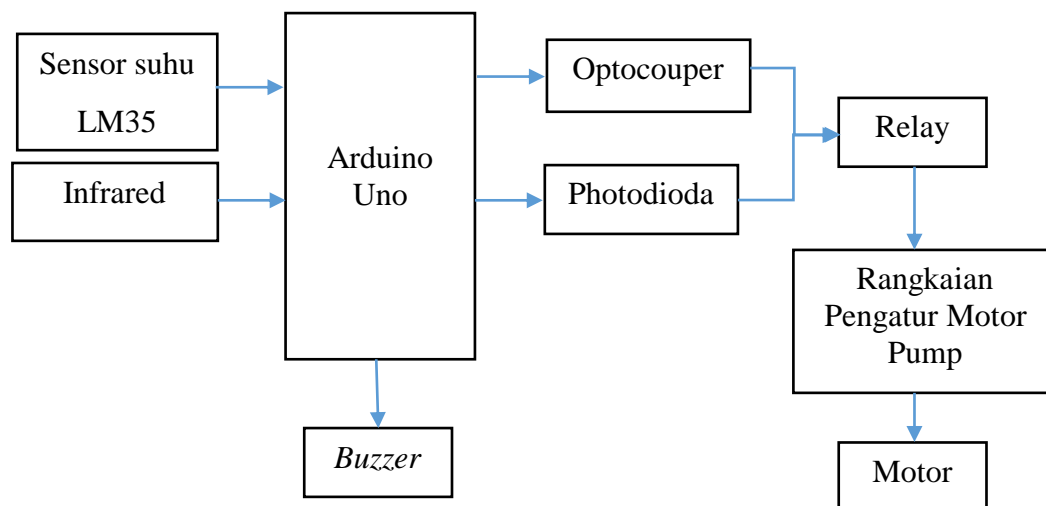 Sensor suhu
LM35
Infrared
Arduino
Uno
Optocouper
Photodioda
Relay
Rangkaian
Pengatur Motor
Pump
Buzzer
Motor